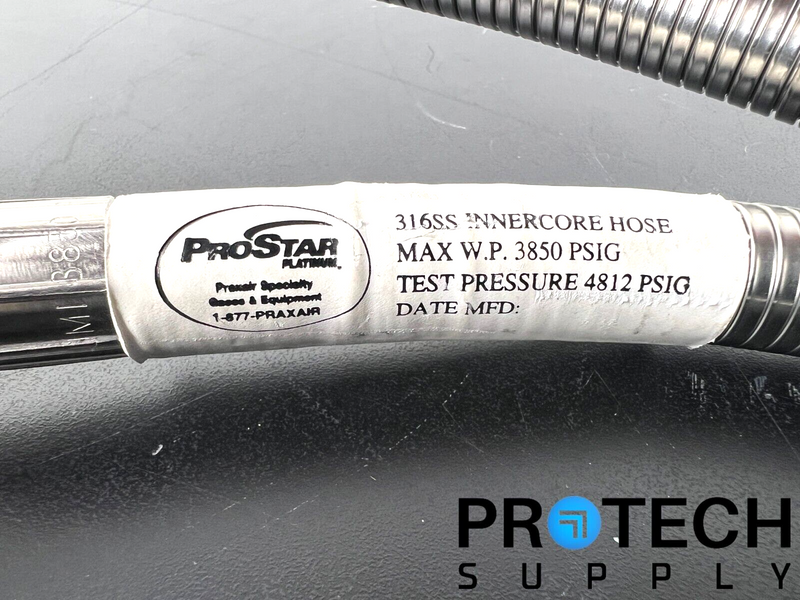 PROSTAR
PLATINUM™
Praxair Specialty
Gases & Equipment
1-877-PRAXAIR
316SS INNERCORE HOSE
MAX W.P. 3850 PSIG
TEST PRESSURE 4812 PSIG
DATE MFD:
PROTECH
SUPPLY